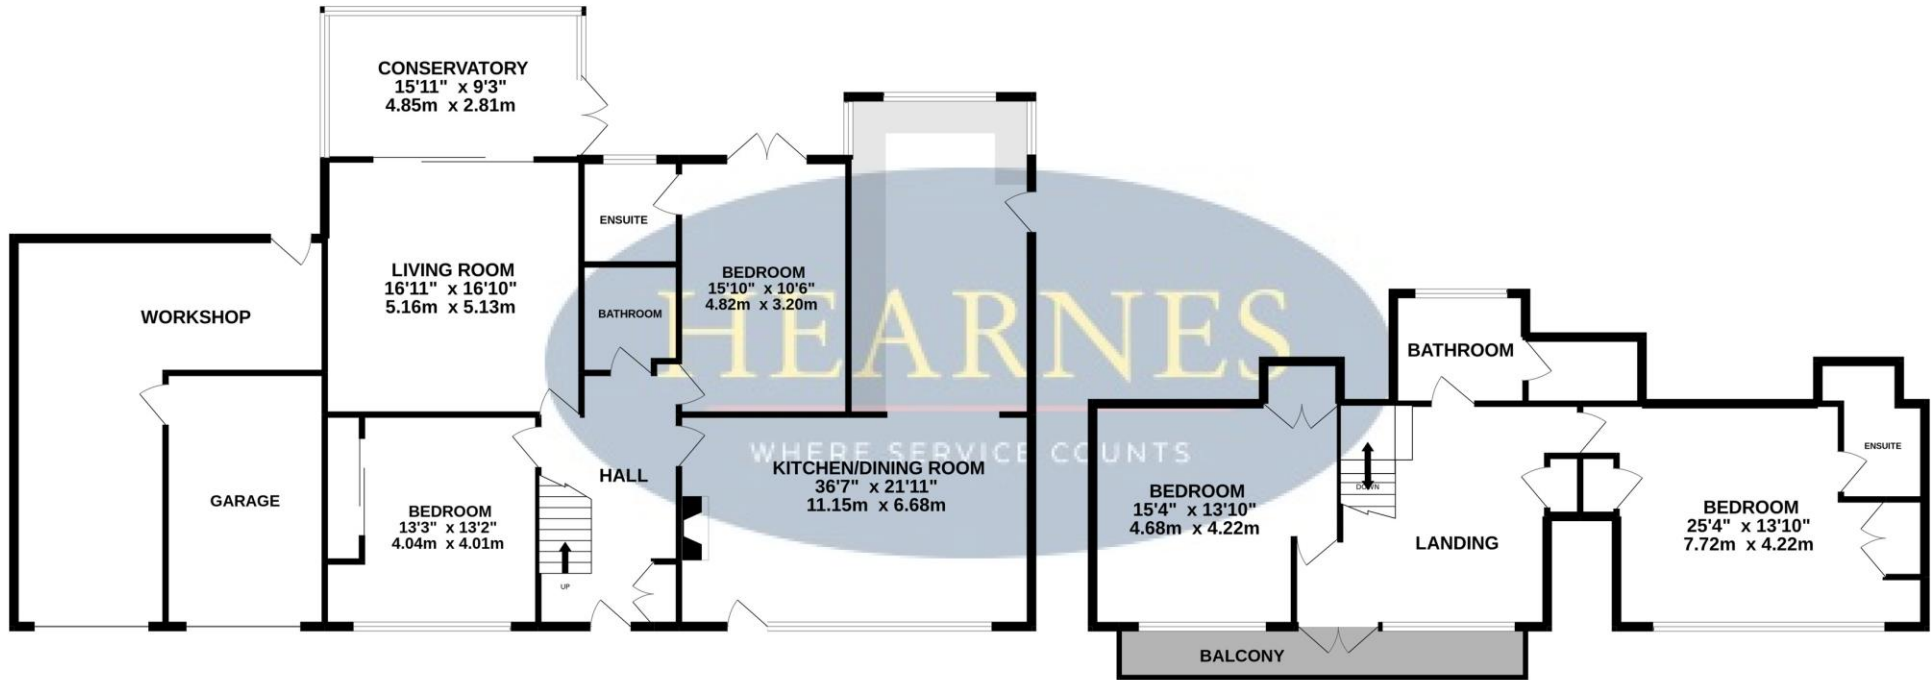 CONSERVATORY
15'11" x 9'3"
4.85m x 2.81m
LIVING ROOM
16'11" x 16'10"
5.16m x 5.13m
ENSUITE
BATHROOM
BEDROOM
15'10" x 10'6"
4.82m x 3.20m
WORKSHOP
GARAGE
BEDROOM
13'3" x 13'2"
4.04m x 4.01m
UP
HALL
KITCHEN/DINING ROOM
36'7" x 21'11"
11.15m x 6.68m
HEARNES
WHERE SERVICE COUNTS
BATHROOM
BEDROOM
15'4" x 13'10"
4.68m x 4.22m
DOWN
LANDING
BEDROOM
25'4" x 13'10"
7.72m x 4.22m
ENSUITE
BALCONY